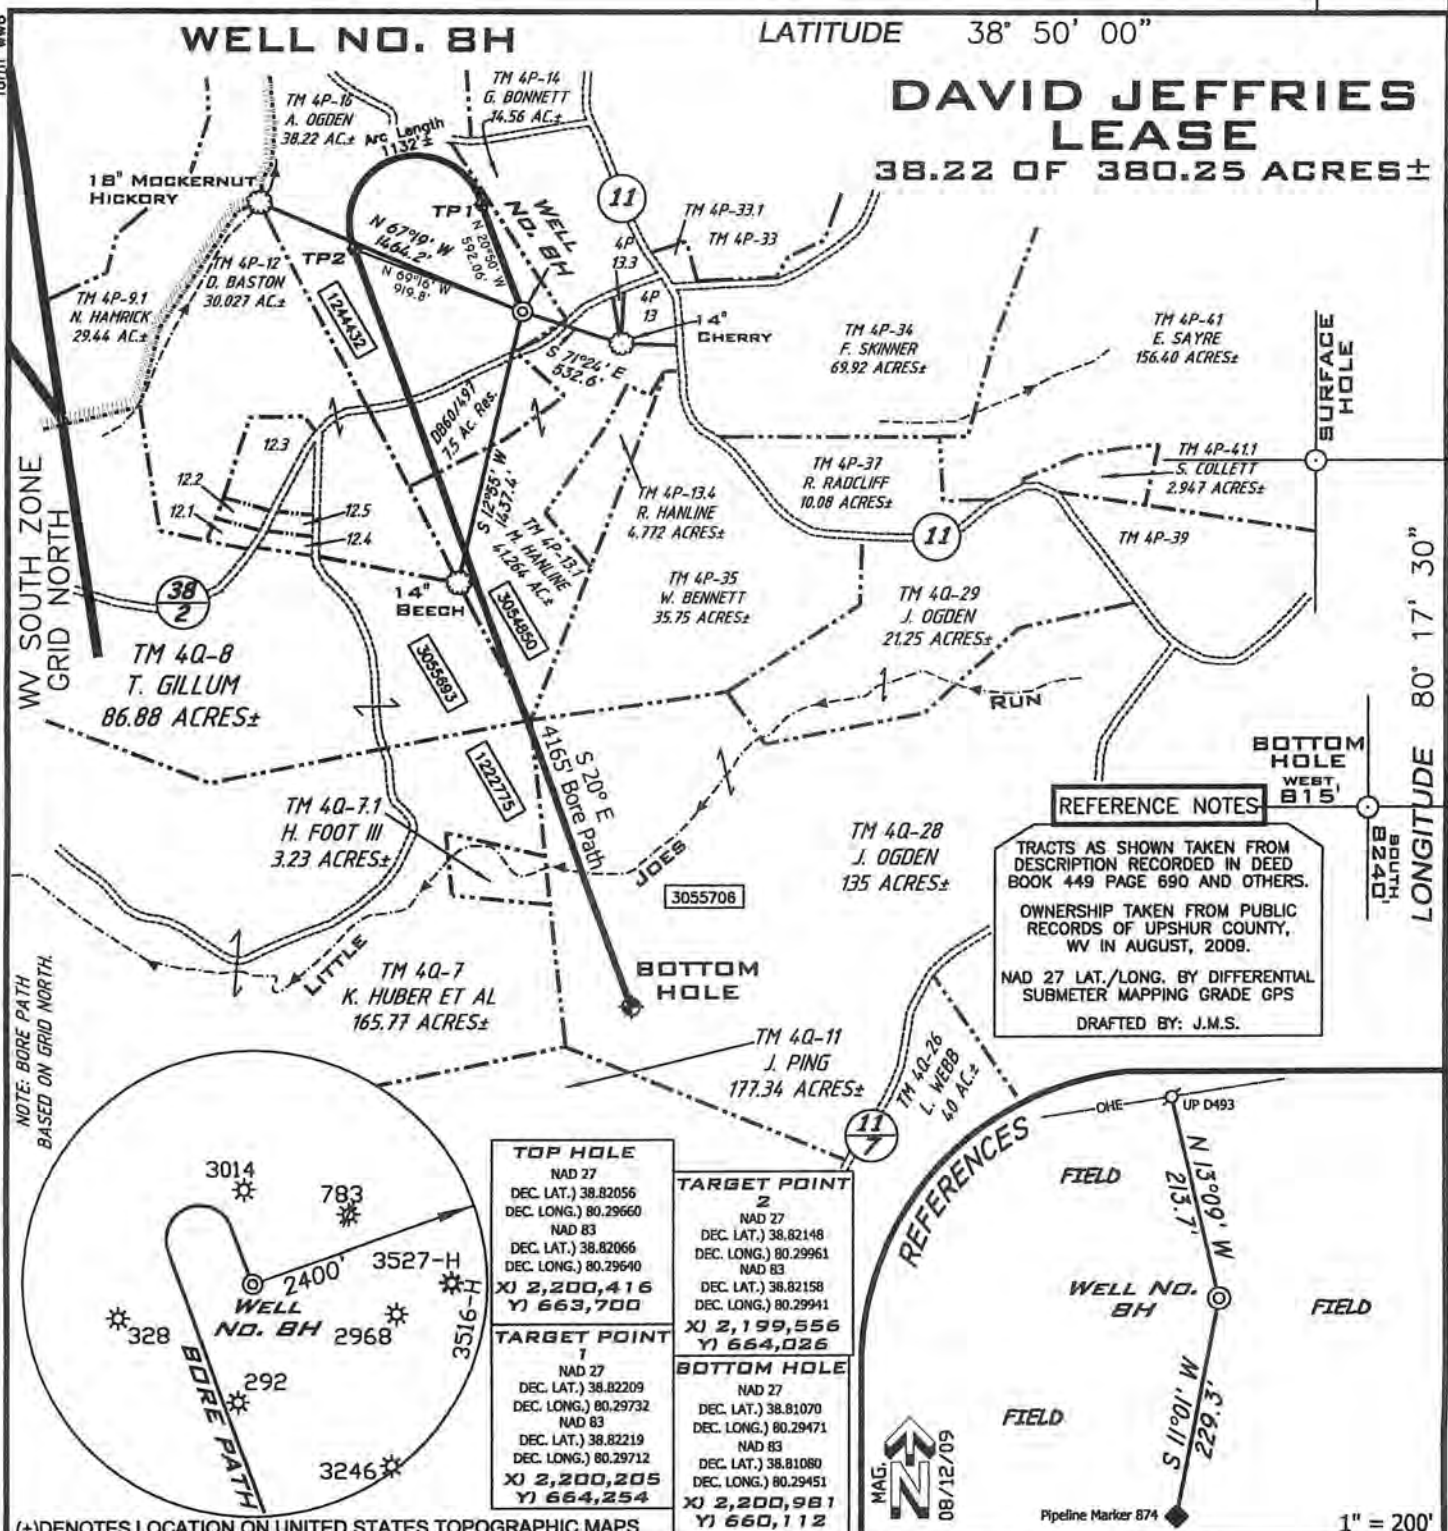 WELL NO. 8H
LATITUDE 38° 50' 00"
DAVID JEFFRIES
LEASE
38.22 OF 380.25 ACRES±
TM 4P-16
A. OGDEN
38.22 AC.±
Arc Length
1132'±
TM 4P-14
G. BONNETT
14.56 AC.±
18" MOCKERNUT
HICKORY
TP1
TP2
WELL
NO. 8H
N 67°19' W
1464.2'
N 69°16' W
919.8'
N 20°50' W
592.06'
11
TM 4P-33.1
TM 4P-33
4P
13.3
4P
13
14"
CHERRY
TM 4P-12
D. BASTON
30.027 AC.±
TM 4P-9.1
N. HAMRICK
29.44 AC.±
1244432
S 71°24' E
532.6'
TM 4P-34
F. SKINNER
69.92 ACRES±
TM 4P-41
E. SAYRE
156.40 ACRES±
SURFACE
HOLE
DB60/497
7.5 Ac. Res.
12.3
12.2
12.1
12.5
12.4
S 12°55' W
1437.4'
TM 4P-13.1
M. HANLINE
41.264 AC.±
TM 4P-13.4
R. HANLINE
4.772 ACRES±
TM 4P-37
R. RADCLIFF
10.08 ACRES±
TM 4P-41.1
S. COLLETT
2.947 ACRES±
11
TM 4P-39
WV SOUTH ZONE
GRID NORTH
38
2
14"
BEECH
3054850
3055693
TM 4P-35
W. BENNETT
35.75 ACRES±
TM 4Q-29
J. OGDEN
21.25 ACRES±
TM 4Q-8
T. GILLUM
86.88 ACRES±
RUN
LONGITUDE 80° 17' 30"
BOTTOM
HOLE
WEST
815'
SOUTH
8240'
1222775
S 20° E
4165' Bore Path
TM 4Q-7.1
H. FOOT III
3.23 ACRES±
JOES
3055708
TM 4Q-28
J. OGDEN
135 ACRES±
REFERENCE NOTES
TRACTS AS SHOWN TAKEN FROM
DESCRIPTION RECORDED IN DEED
BOOK 449 PAGE 690 AND OTHERS.
OWNERSHIP TAKEN FROM PUBLIC
RECORDS OF UPSHUR COUNTY,
WV IN AUGUST, 2009.
NAD 27 LAT./LONG. BY DIFFERENTIAL
SUBMETER MAPPING GRADE GPS
DRAFTED BY: J.M.S.
LITTLE
TM 4Q-7
K. HUBER ET AL
165.77 ACRES±
BOTTOM
HOLE
TM 4Q-11
J. PING
177.34 ACRES±
TM 4Q-26
L. WEBB
40 AC.±
11
7
NOTE: BORE PATH
BASED ON GRID NORTH.
3014
783
3527-H
2400'
3516-H
WELL
NO. 8H
328
2968
292
BORE PATH
3246
TOP HOLE
NAD 27
DEC. LAT.) 38.82056
DEC. LONG.) 80.29660
NAD 83
DEC. LAT.) 38.82066
DEC. LONG.) 80.29640
X) 2,200,416
Y) 663,700
TARGET POINT
1
NAD 27
DEC. LAT.) 38.82209
DEC. LONG.) 80.29732
NAD 83
DEC. LAT.) 38.82219
DEC. LONG.) 80.29712
X) 2,200,205
Y) 664,254
TARGET POINT
2
NAD 27
DEC. LAT.) 38.82148
DEC. LONG.) 80.29961
NAD 83
DEC. LAT.) 38.82158
DEC. LONG.) 80.29941
X) 2,199,556
Y) 664,026
BOTTOM HOLE
NAD 27
DEC. LAT.) 38.81070
DEC. LONG.) 80.29471
NAD 83
DEC. LAT.) 38.81080
DEC. LONG.) 80.29451
X) 2,200,981
Y) 660,112
REFERENCES
OHE
UP D493
FIELD
N 13°09' W
213.7'
WELL NO.
8H
FIELD
S 11°01' W
229.3'
FIELD
MAG.
N
08/12/09
Pipeline Marker 874
1" = 200'
(+)DENOTES LOCATION ON UNITED STATES TOPOGRAPHIC MAPS